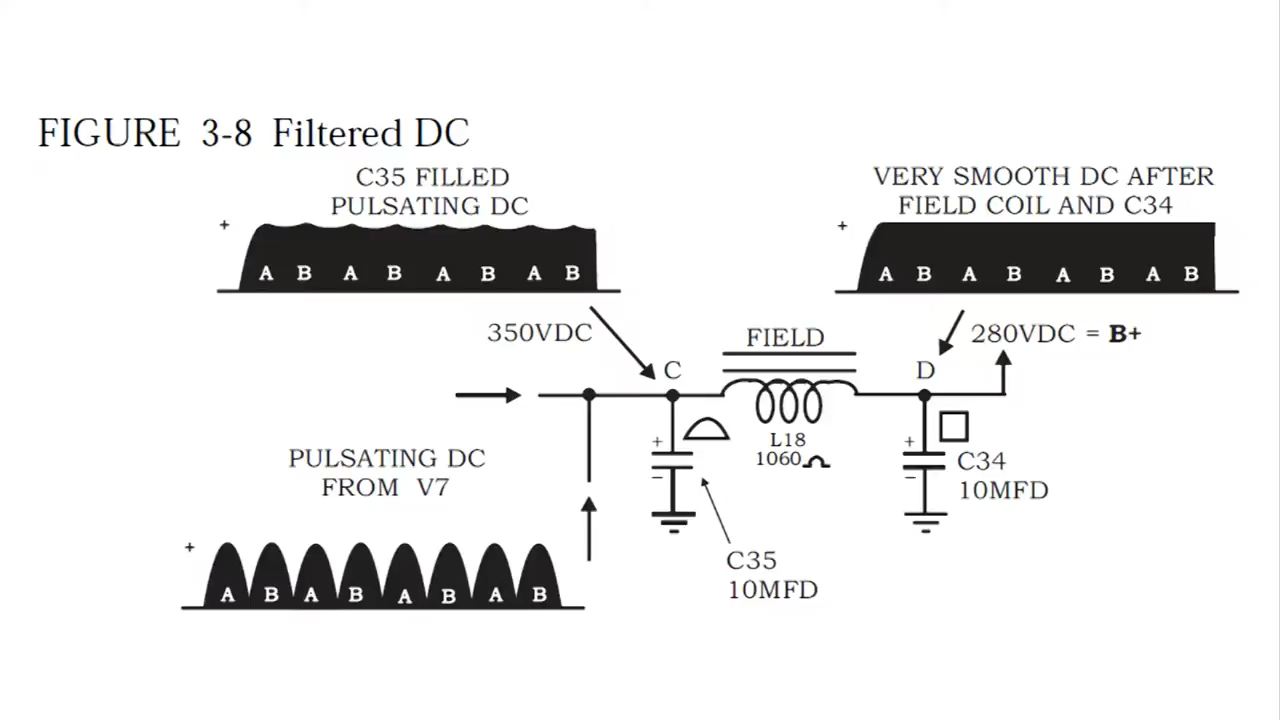 FIGURE 3-8 Filtered DC
C35 FILLED
PULSATING DC
+
A B A B A B A B
VERY SMOOTH DC AFTER
FIELD COIL AND C34
+
A B A B A B A B
350VDC
C
FIELD
D
280VDC = B+
+
−
L18
1060Ω
+
−
C34
10MFD
PULSATING DC
FROM V7
+
A B A B A B A B
C35
10MFD